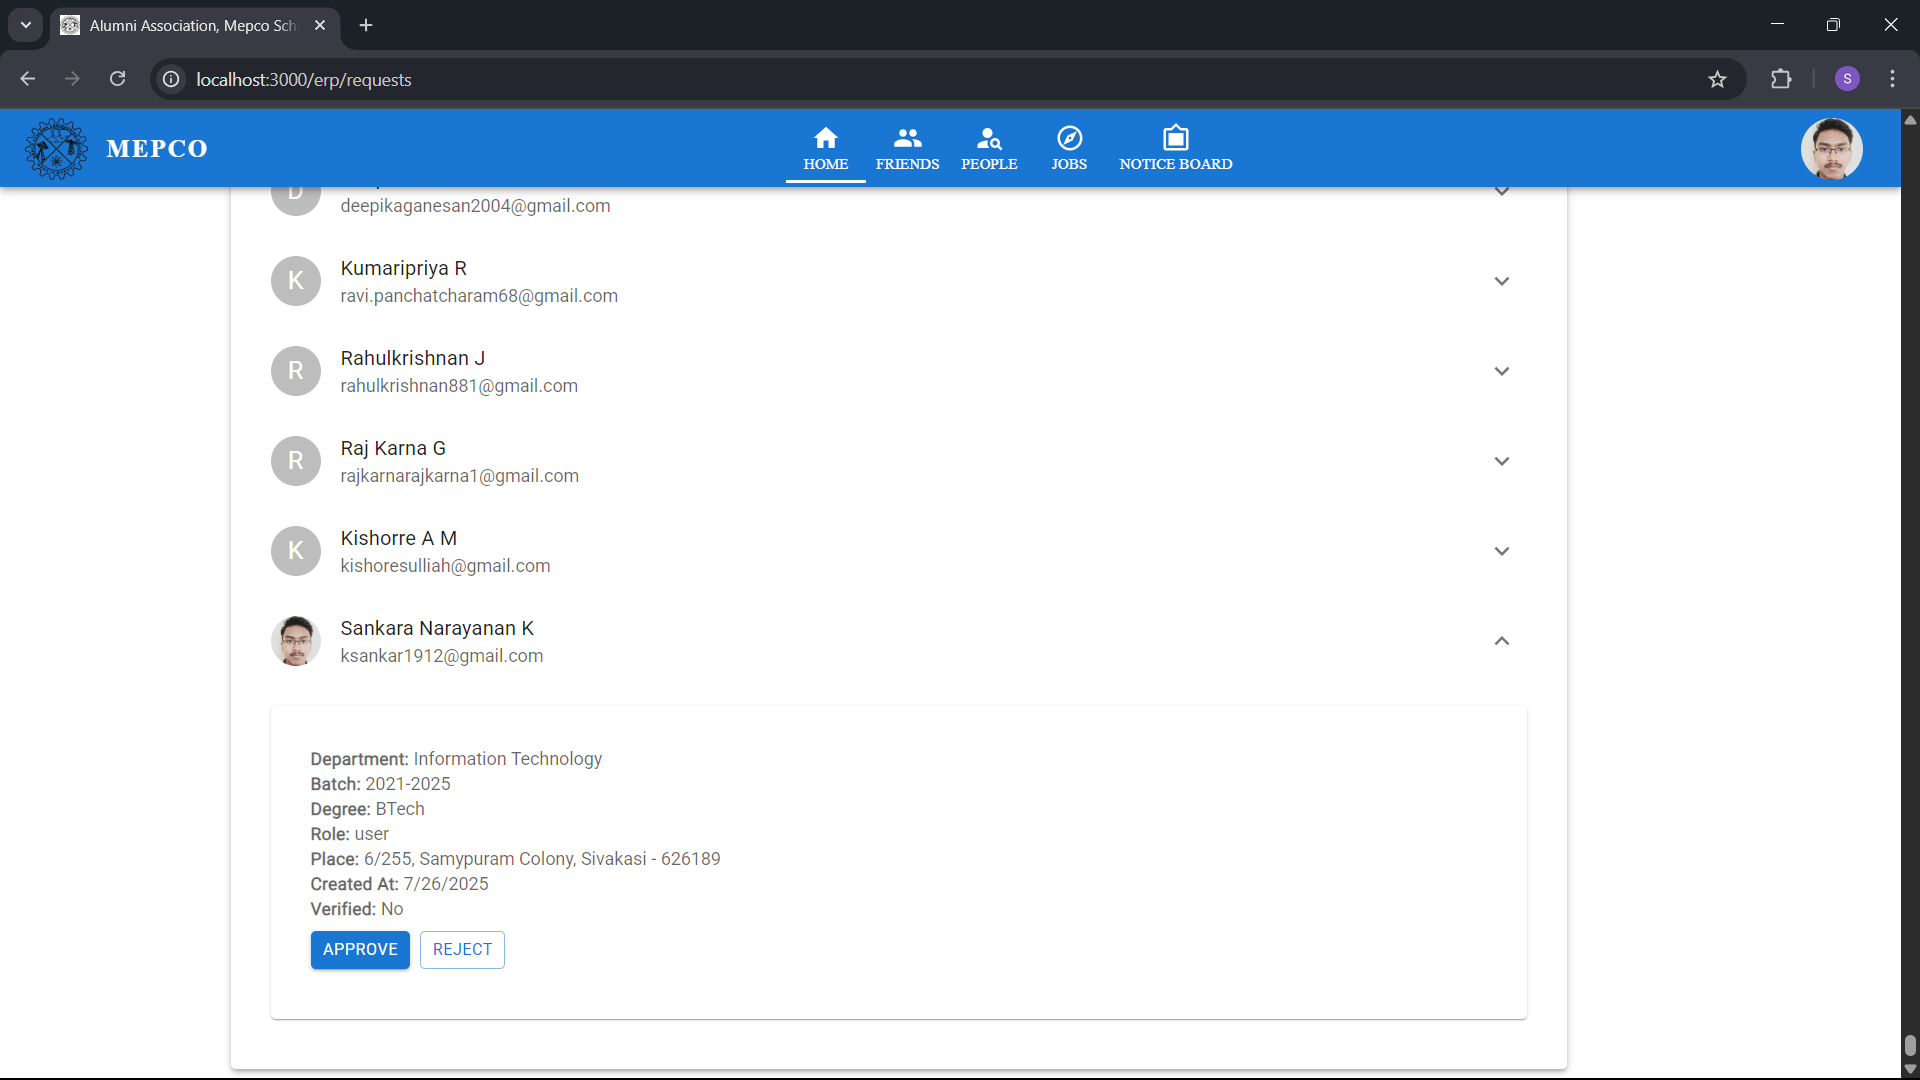 Alumni Association, Mepco Sch
localhost:3000/erp/requests
S
MEPCO
HOME
FRIENDS
PEOPLE
JOBS
NOTICE BOARD
D
deepikaganesan2004@gmail.com
K
Kumaripriya R
ravi.panchatcharam68@gmail.com
R
Rahulkrishnan J
rahulkrishnan881@gmail.com
R
Raj Karna G
rajkarnarajkarna1@gmail.com
K
Kishorre A M
kishoresulliah@gmail.com
Sankara Narayanan K
ksankar1912@gmail.com
Department: Information Technology
Batch: 2021-2025
Degree: BTech
Role: user
Place: 6/255, Samypuram Colony, Sivakasi - 626189
Created At: 7/26/2025
Verified: No
APPROVE
REJECT